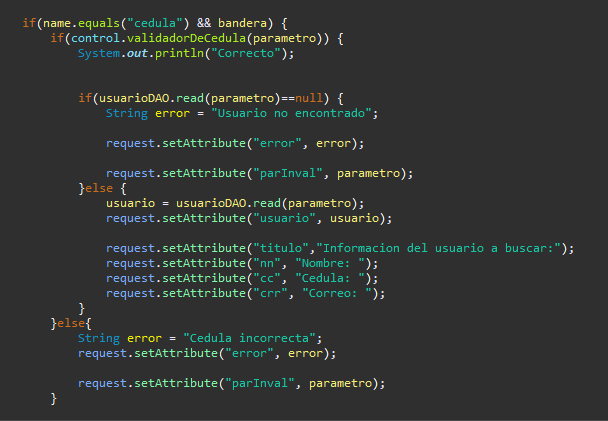 if(name.equals("cedula") && bandera) {
if(control.validadorDeCedula(parametro)) {
System.out.println("Correcto");
if(usuarioDAO.read(parametro)==null) {
String error = "Usuario no encontrado";
request.setAttribute("error", error);
request.setAttribute("parInval", parametro);
}else {
usuario = usuarioDAO.read(parametro);
request.setAttribute("usuario", usuario);
request.setAttribute("titulo","Informacion del usuario a buscar:");
request.setAttribute("nn", "Nombre: ");
request.setAttribute("cc", "Cedula: ");
request.setAttribute("crr", "Correo: ");
}
}else{
String error = "Cedula incorrecta";
request.setAttribute("error", error);
request.setAttribute("parInval", parametro);
}